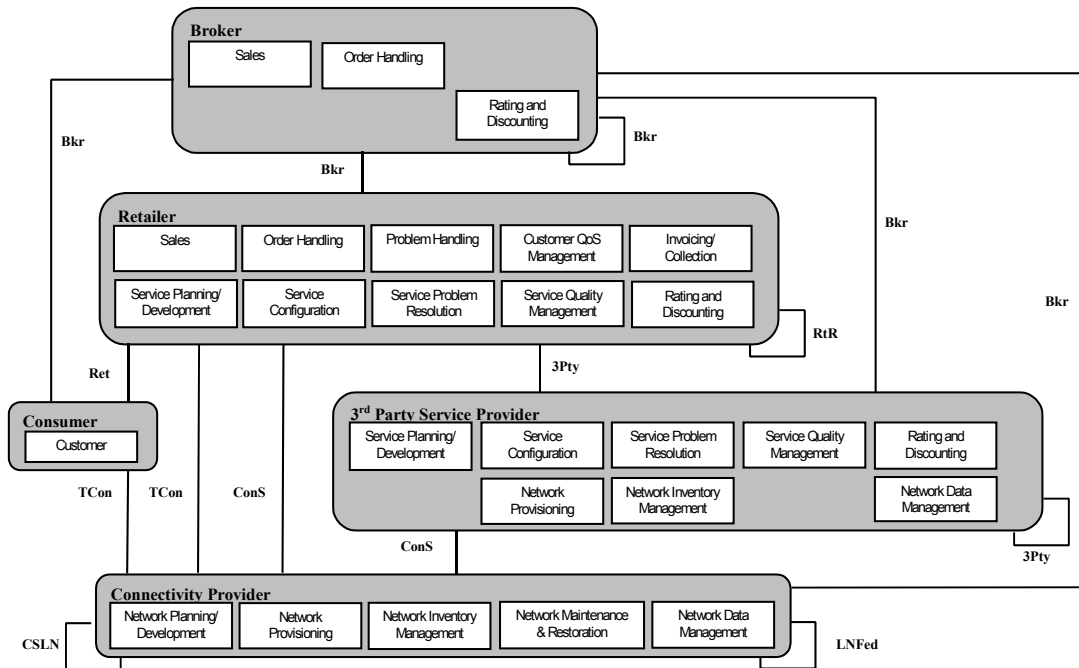 Broker
Sales
Order Handling
Rating and
Discounting
Bkr
Bkr
Bkr
Bkr
Bkr
Retailer
Sales
Order Handling
Problem Handling
Customer QoS
Management
Invoicing/
Collection
Service Planning/
Development
Service
Configuration
Service Problem
Resolution
Service Quality
Management
Rating and
Discounting
RtR
Ret
3Pty
Consumer
Customer
3rd Party Service Provider
Service Planning/
Development
Service
Configuration
Service Problem
Resolution
Service Quality
Management
Rating and
Discounting
Network
Provisioning
Network Inventory
Management
Network Data
Management
TCon
TCon
ConS
ConS
3Pty
Connectivity Provider
Network Planning/
Development
Network
Provisioning
Network Inventory
Management
Network Maintenance
& Restoration
Network Data
Management
CSLN
LNFed